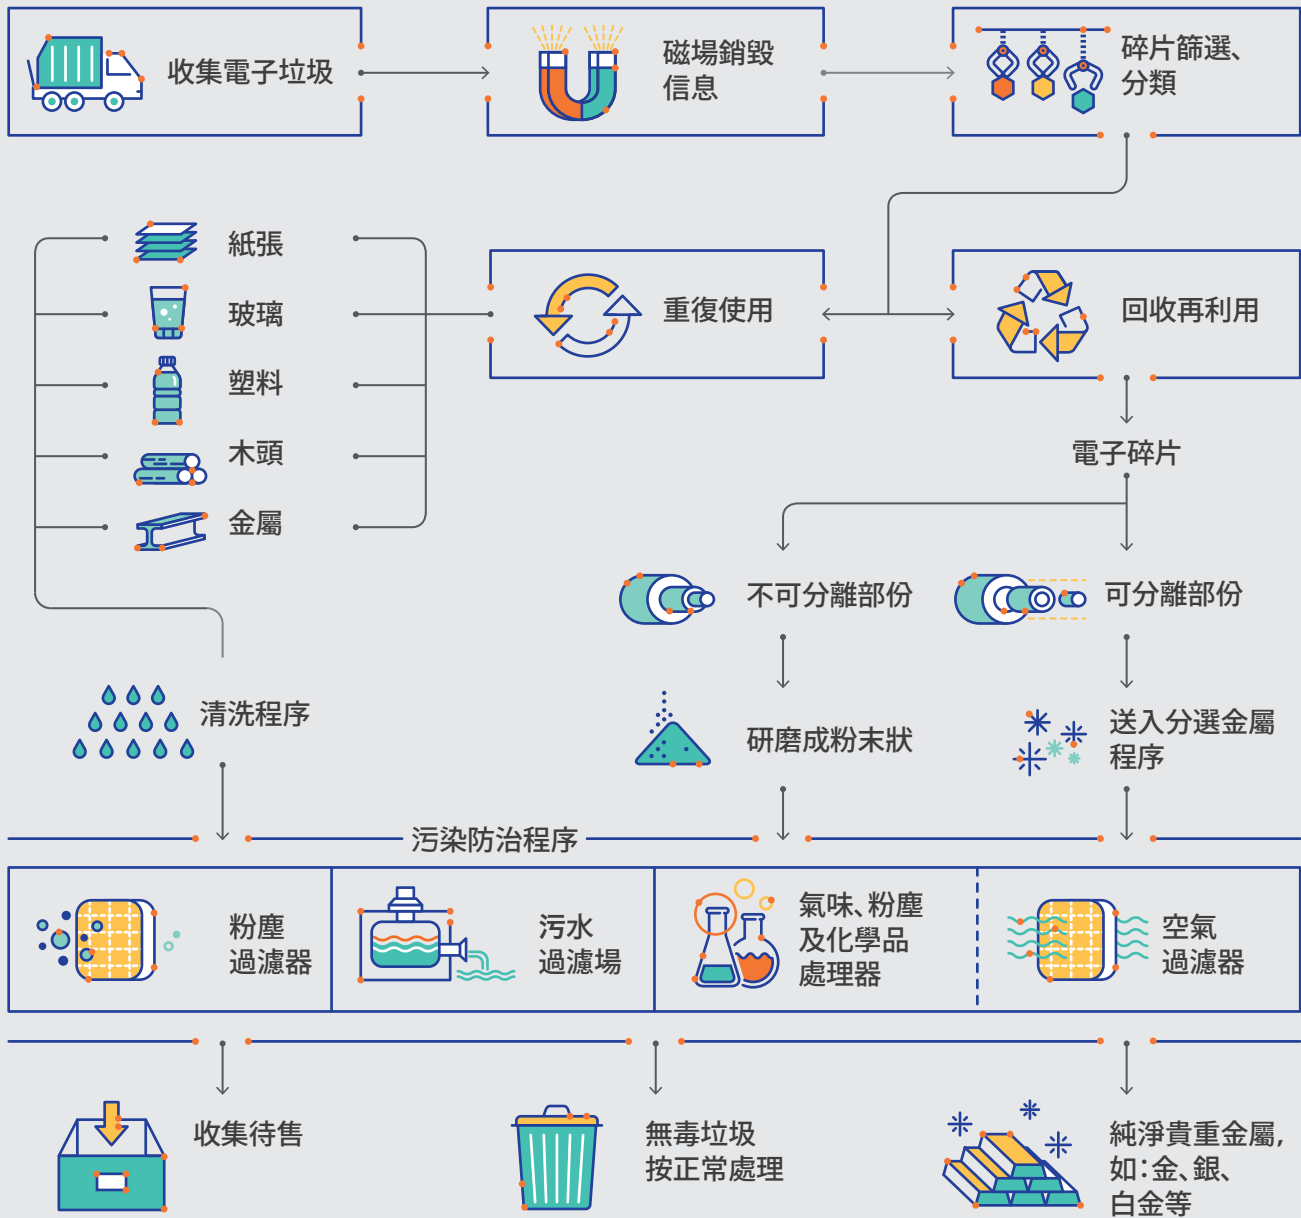 收集電子垃圾
磁場銷毀
信息
碎片篩選、
分類
紙張
玻璃
塑料
木頭
金屬
重復使用
回收再利用
電子碎片
不可分離部份
可分離部份
清洗程序
研磨成粉末狀
送入分選金屬
程序
污染防治程序
粉塵
過濾器
污水
過濾場
氣味、粉塵
及化學品
處理器
空氣
過濾器
收集待售
無毒垃圾
按正常處理
純淨貴重金屬,
如:金、銀、
白金等